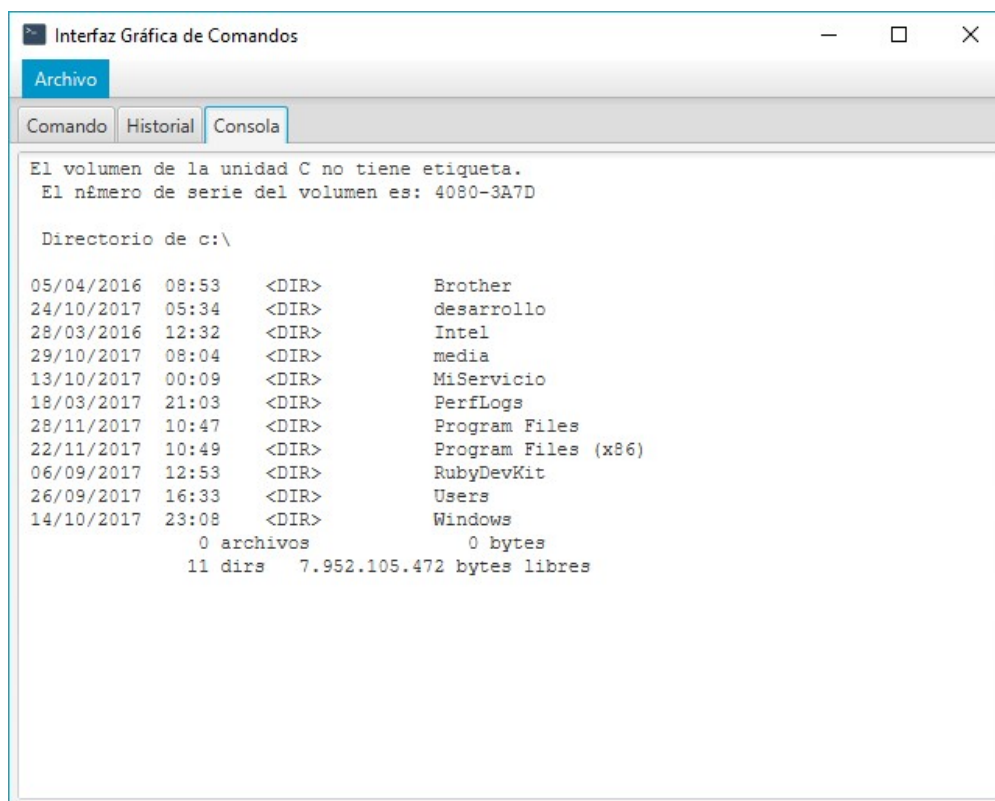 Interfaz Gráfica de Comandos
Archivo
Comando Historial Consola
El volumen de la unidad C no tiene etiqueta.
El n£mero de serie del volumen es: 4080-3A7D
Directorio de c:\
05/04/2016 08:53 <DIR> Brother
24/10/2017 05:34 <DIR> desarrollo
28/03/2016 12:32 <DIR> Intel
29/10/2017 08:04 <DIR> media
13/10/2017 00:09 <DIR> MiServicio
18/03/2017 21:03 <DIR> PerfLogs
28/11/2017 10:47 <DIR> Program Files
22/11/2017 10:49 <DIR> Program Files (x86)
06/09/2017 12:53 <DIR> RubyDevKit
26/09/2017 16:33 <DIR> Users
14/10/2017 23:08 <DIR> Windows
0 archivos 0 bytes
11 dirs 7.952.105.472 bytes libres